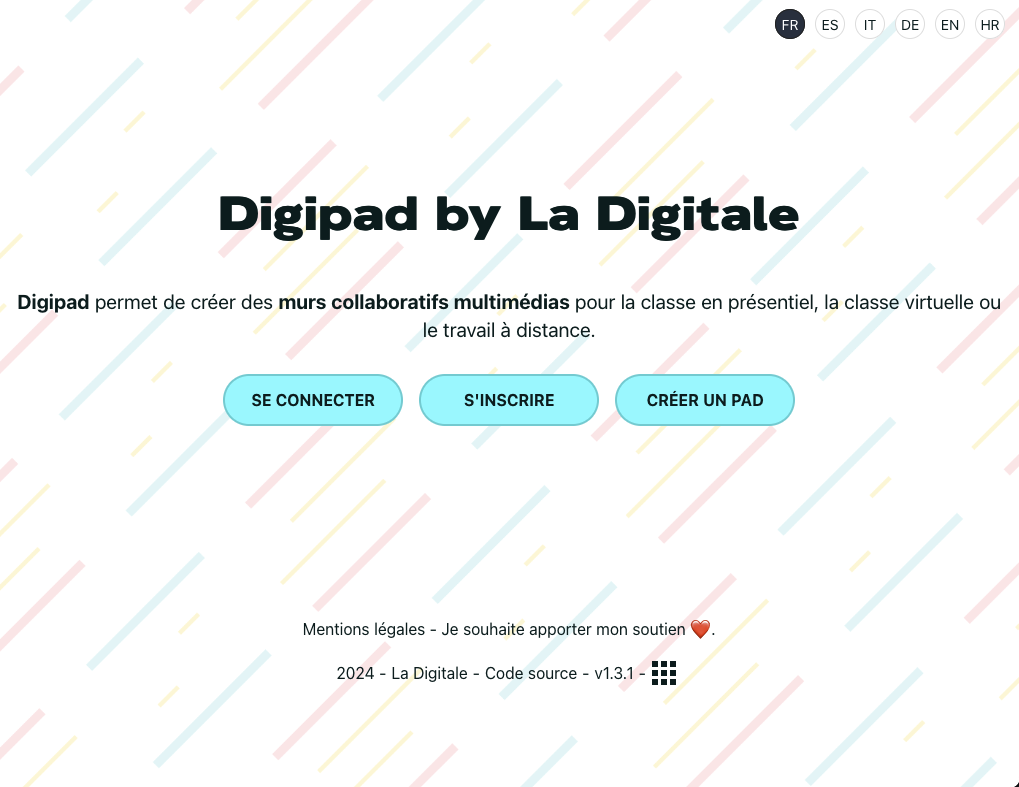 FR ES IT DE EN HR
Digipad by La Digitale
Digipad permet de créer des murs collaboratifs multimédias pour la classe en présentiel, la classe virtuelle ou
le travail à distance.
SE CONNECTER S'INSCRIRE CRÉER UN PAD
Mentions légales - Je souhaite apporter mon soutien ❤️.
2024 - La Digitale - Code source - v1.3.1 -